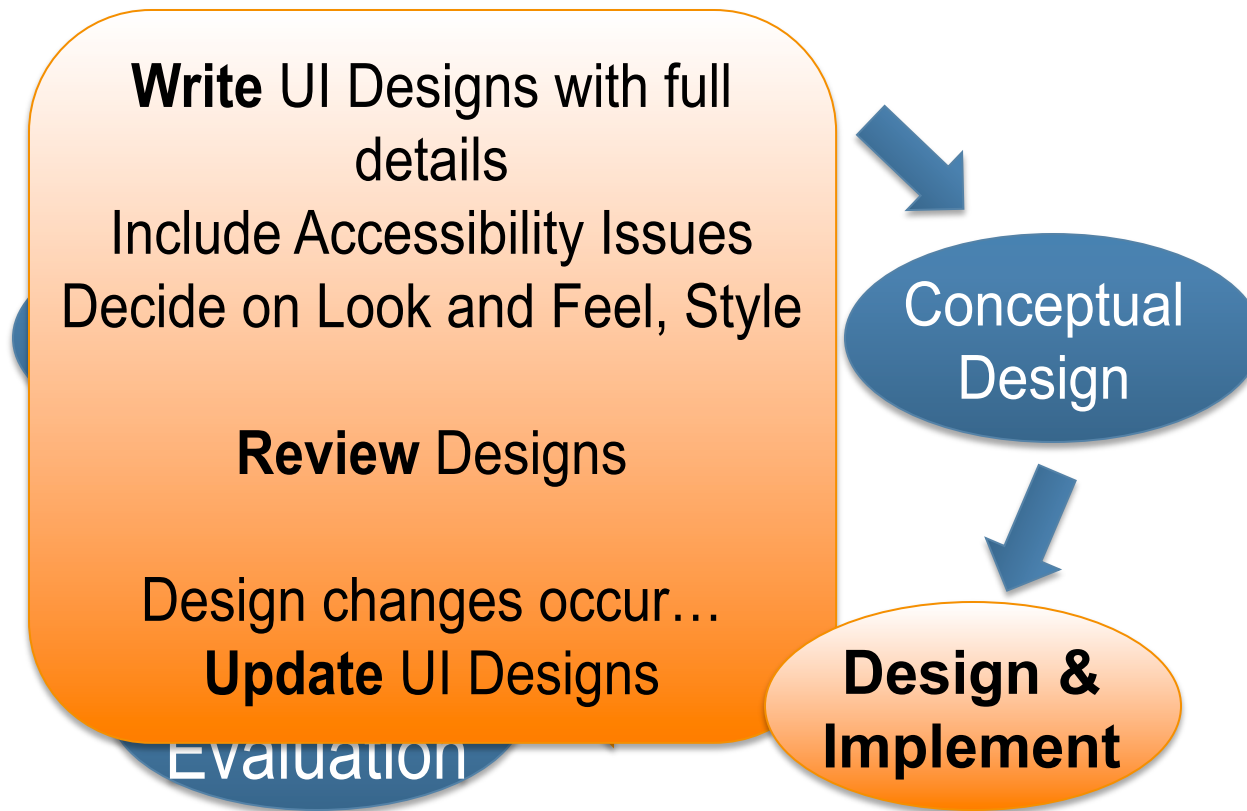 Write UI Designs with full
details
Include Accessibility Issues
Decide on Look and Feel, Style
Review Designs
Design changes occur…
Update UI Designs
Conceptual
Design
Design &
Implement
Evaluation